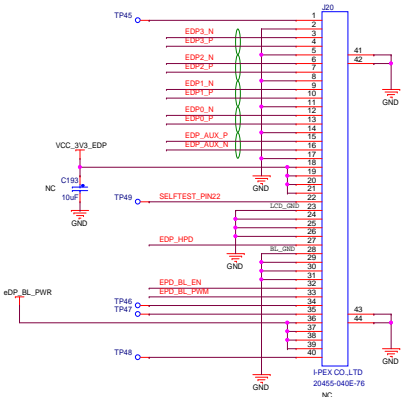 J20
TP45
1
2
EDP3_N
3
EDP3_P
4
5
41
EDP2_N
6
42
EDP2_P
7
8
EDP1_N
9
GND
EDP1_P
10
11
EDP0_N
12
EDP0_P
13
14
EDP_AUX_P
15
VCC_3V3_EDP
EDP_AUX_N
16
17
18
19
C193
GND
20
NC
21
10uF
TP49
SELFTEST_PIN22
22
LCD_GND
23
GND
24
25
26
EDP_HPD
27
BL_GND
28
GND
29
30
31
EPD_BL_EN
32
eDP_BL_PWR
EPD_BL_PWM
33
TP46
34
TP47
35
43
36
44
37
38
39
TP48
40
GND
I-PEX CO.,LTD
GND
20455-040E-76
NC